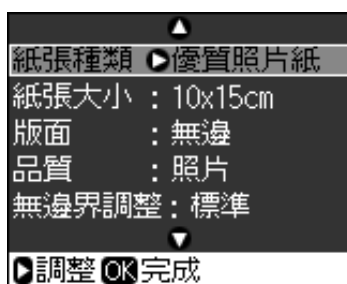 紙張種類 優質照片紙
紙張大小：10x15cm
版面　　：無邊
品質　　：照片
無邊界調整：標準
調整 OK 完成